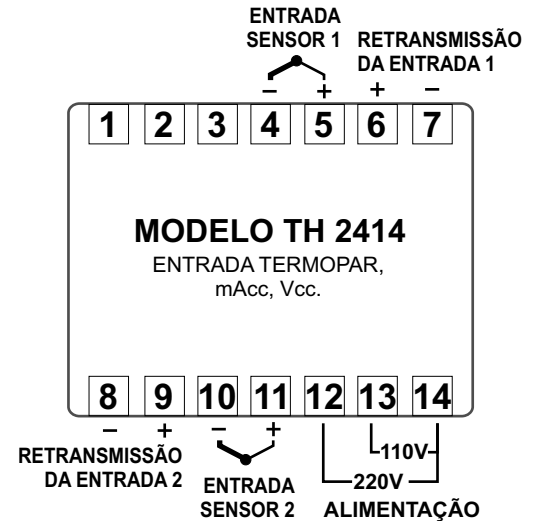 ENTRADA
SENSOR 1
RETRANSMISSÃO
DA ENTRADA 1
– + + –
1 2 3 4 5 6 7
MODELO TH 2414
ENTRADA TERMOPAR,
mAcc, Vcc.
8 9 10 11 12 13 14
– + – +
RETRANSMISSÃO
DA ENTRADA 2
ENTRADA
SENSOR 2
110V
220V
ALIMENTAÇÃO